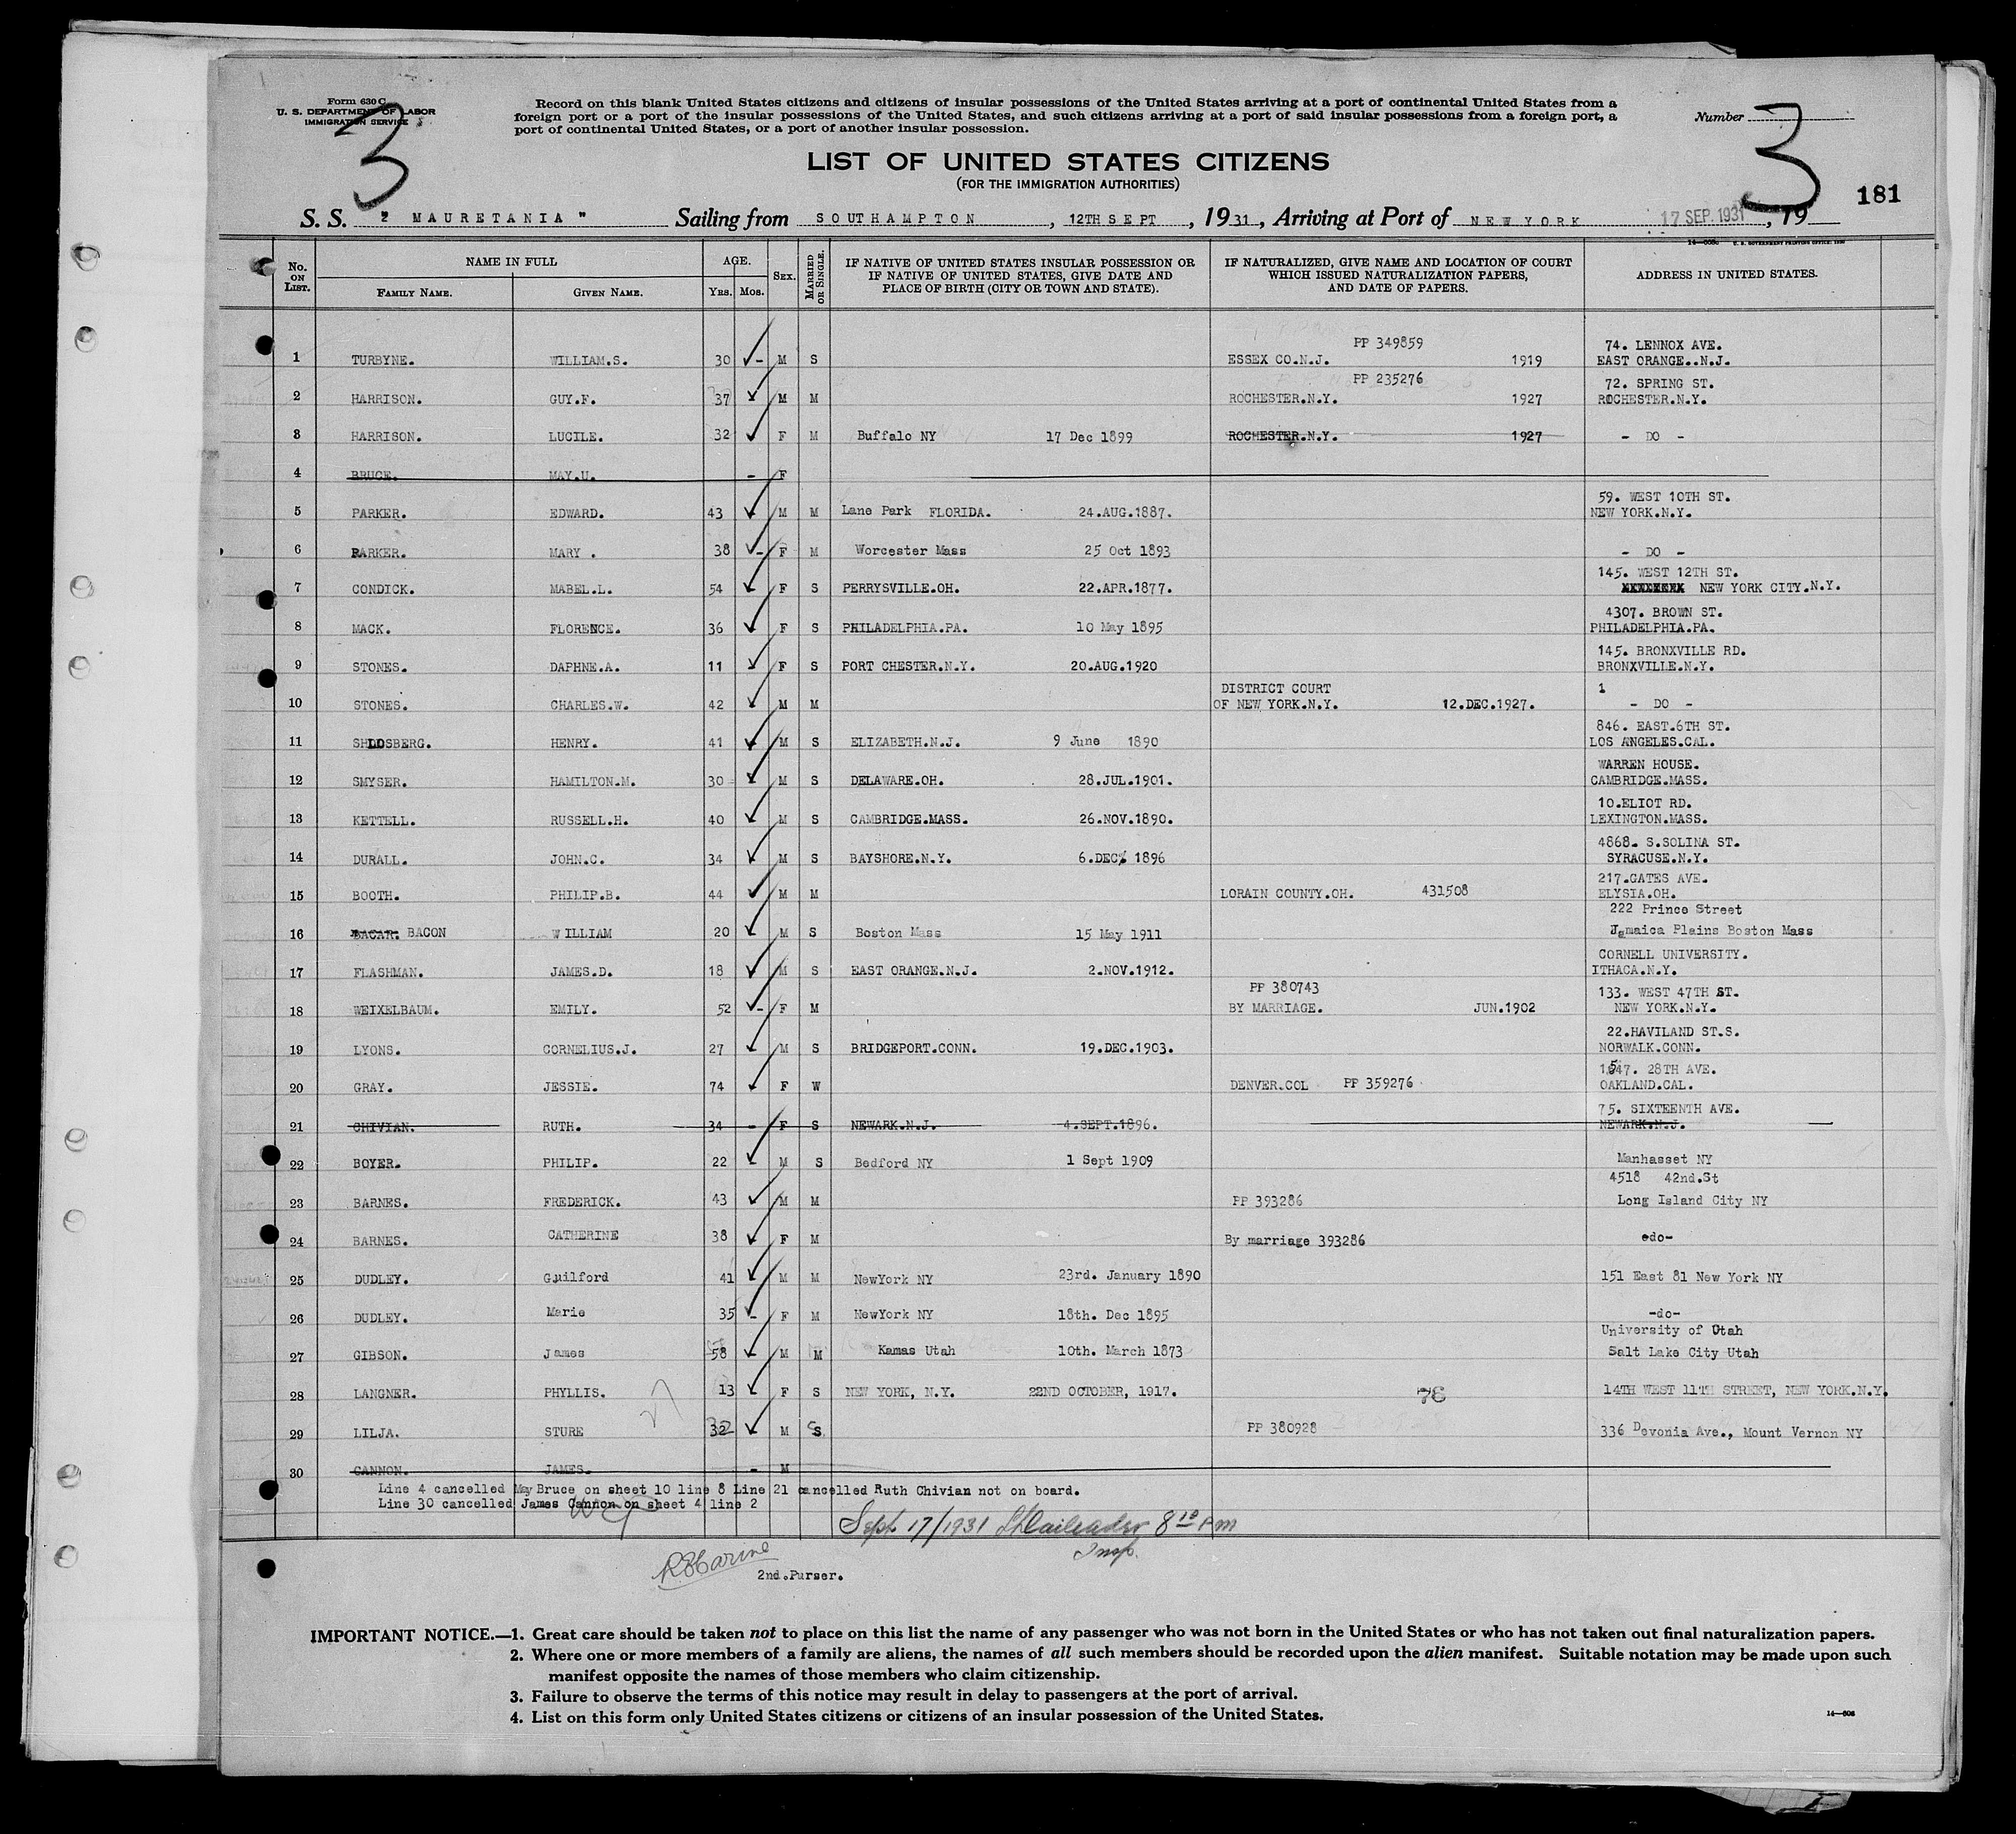 Form 630 C
U. S. DEPARTMENT OF LABOR
IMMIGRATION SERVICE
3
Record on this blank United States citizens and citizens of insular possessions of the United States arriving at a port of continental United States from a
foreign port or a port of the insular possessions of the United States, and such citizens arriving at a port of said insular possessions from a foreign port, a
port of continental United States, or a port of another insular possession.
Number 3
LIST OF UNITED STATES CITIZENS
(FOR THE IMMIGRATION AUTHORITIES)
181
S. S. " MAURETANIA " Sailing from SOUTHAMPTON, 12TH SEPT, 1931, Arriving at Port of NEW YORK 17 SEP. 1931, 19
No. ON LIST. NAME IN FULL FAMILY NAME. GIVEN NAME. AGE. YRS. MOS. SEX. MARRIED OR SINGLE. IF NATIVE OF UNITED STATES INSULAR POSSESSION OR IF NATIVE OF UNITED STATES, GIVE DATE AND PLACE OF BIRTH (CITY OR TOWN AND STATE). IF NATURALIZED, GIVE NAME AND LOCATION OF COURT WHICH ISSUED NATURALIZATION PAPERS, AND DATE OF PAPERS. ADDRESS IN UNITED STATES.
PP 349859 74. LENNOX AVE.
1 TURBYNE. WILLIAM.S. 30 - M S ESSEX CO.N.J. 1919 EAST ORANGE..N.J.
PP 235276 72. SPRING ST.
2 HARRISON. GUY.F. 37 M M ROCHESTER.N.Y. 1927 ROCHESTER.N.Y.
3 HARRISON. LUCILE. 32 F M Buffalo NY 17 Dec 1899 ROCHESTER.N.Y. 1927 - DO -
4 BRUCE. MAY.U. - F
59. WEST 10TH ST.
5 PARKER. EDWARD. 43 M M Lane Park FLORIDA. 24.AUG.1887. NEW YORK.N.Y.
6 PARKER. MARY . 38 - F M Worcester Mass 25 Oct 1893 - DO -
145. WEST 12TH ST.
7 CONDICK. MABEL.L. 54 F S PERRYSVILLE.OH. 22.APR.1877. NEW YORK CITY.N.Y.
4307. BROWN ST.
8 MACK. FLORENCE. 36 F S PHILADELPHIA.PA. 10 May 1895 PHILADELPHIA.PA.
145. BRONXVILLE RD.
9 STONES. DAPHNE.A. 11 F S PORT CHESTER.N.Y. 20.AUG.1920 BRONXVILLE.N.Y.
DISTRICT COURT 1
10 STONES. CHARLES.W. 42 M M OF NEW YORK.N.Y. 12.DEC.1927. - DO -
846. EAST.6TH ST.
11 SHLOSBERG. HENRY. 41 M S ELIZABETH.N.J. 9 June 1890 LOS ANGELES.CAL.
WARREN HOUSE.
12 SMYSER. HAMILTON.M. 30 M S DELAWARE.OH. 28.JUL.1901. CAMBRIDGE.MASS.
10.ELIOT RD.
13 KETTELL. RUSSELL.H. 40 M S CAMBRIDGE.MASS. 26.NOV.1890. LEXINGTON.MASS.
4868. S.SOLINA ST.
14 DURALL. JOHN.C. 34 M S BAYSHORE.N.Y. 6.DEC. 1896 SYRACUSE.N.Y.
217.GATES AVE.
15 BOOTH. PHILIP.B. 44 M M LORAIN COUNTY.OH. 431508 ELYSIA.OH.
222 Prince Street
16 BACAR. BACON WILLIAM 20 M S Boston Mass 15 May 1911 Jamaica Plains Boston Mass
CORNELL UNIVERSITY.
17 FLASHMAN. JAMES.D. 18 M S EAST ORANGE.N.J. 2.NOV.1912. ITHACA.N.Y.
PP 380743 133. WEST 47TH ST.
18 WEIXELBAUM. EMILY. 52 - F M BY MARRIAGE. JUN.1902 NEW YORK.N.Y.
22.HAVILAND ST.S.
19 LYONS. CORNELIUS.J. 27 M S BRIDGEPORT.CONN. 19.DEC.1903. NORWALK.CONN.
1547. 28TH AVE.
20 GRAY. JESSIE. 74 F W DENVER.COL PP 359276 OAKLAND.CAL.
75. SIXTEENTH AVE.
21 CHIVIAN. RUTH. 34 - F S NEWARK.N.J. 4.SEPT.1896. NEWARK.N.J.
22 BOYER. PHILIP. 22 M S Bedford NY 1 Sept 1909 Manhasset NY
4518 42nd.St
23 BARNES. FREDERICK. 43 M M PP 393286 Long Island City NY
24 BARNES. CATHERINE 38 F M By marriage 393286 -do-
25 DUDLEY. Guilford 41 M M NewYork NY 23rd. January 1890 151 East 81 New York NY
26 DUDLEY. Marie 35 - F M NewYork NY 18th. Dec 1895 -do-
University of Utah
27 GIBSON. James 58 M M Kamas Utah 10th. March 1873 Salt Lake City Utah
28 LANGNER. PHYLLIS. 13 F S NEW YORK, N.Y. 22ND OCTOBER, 1917. 76 14TH WEST 11TH STREET, NEW YORK.N.Y.
29 LILJA. STURE 32 M S PP 380928 336 Devonia Ave., Mount Vernon NY
30 CANNON. JAMES. - M
Line 4 cancelled May Bruce on sheet 10 line 8 Line 21 cancelled Ruth Chivian not on board.
Line 30 cancelled James Cannon on sheet 4 line 2
Sept. 17/1931 8 10 PM
Insp.
2nd.Purser.
IMPORTANT NOTICE.—1. Great care should be taken not to place on this list the name of any passenger who was not born in the United States or who has not taken out final naturalization papers.
2. Where one or more members of a family are aliens, the names of all such members should be recorded upon the alien manifest. Suitable notation may be made upon such
manifest opposite the names of those members who claim citizenship.
3. Failure to observe the terms of this notice may result in delay to passengers at the port of arrival.
4. List on this form only United States citizens or citizens of an insular possession of the United States.